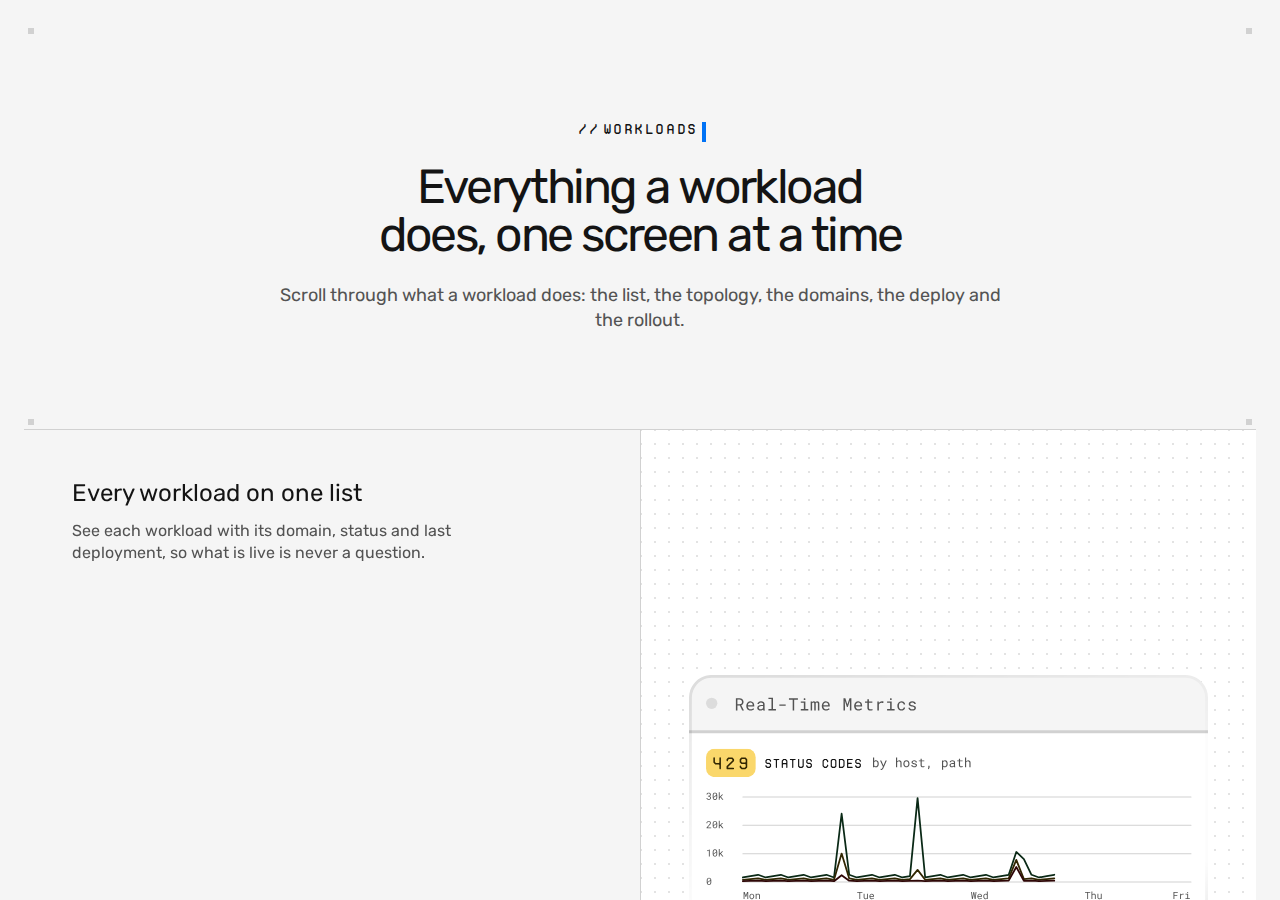 // WORKLOADS
Everything a workload
does, one screen at a time
Scroll through what a workload does: the list, the topology, the domains, the deploy and
the rollout.
Every workload on one list
See each workload with its domain, status and last
deployment, so what is live is never a question.
Real-Time Metrics
429 STATUS CODES by host, path
30k
20k
10k
0
Mon Tue Wed Thu Fri